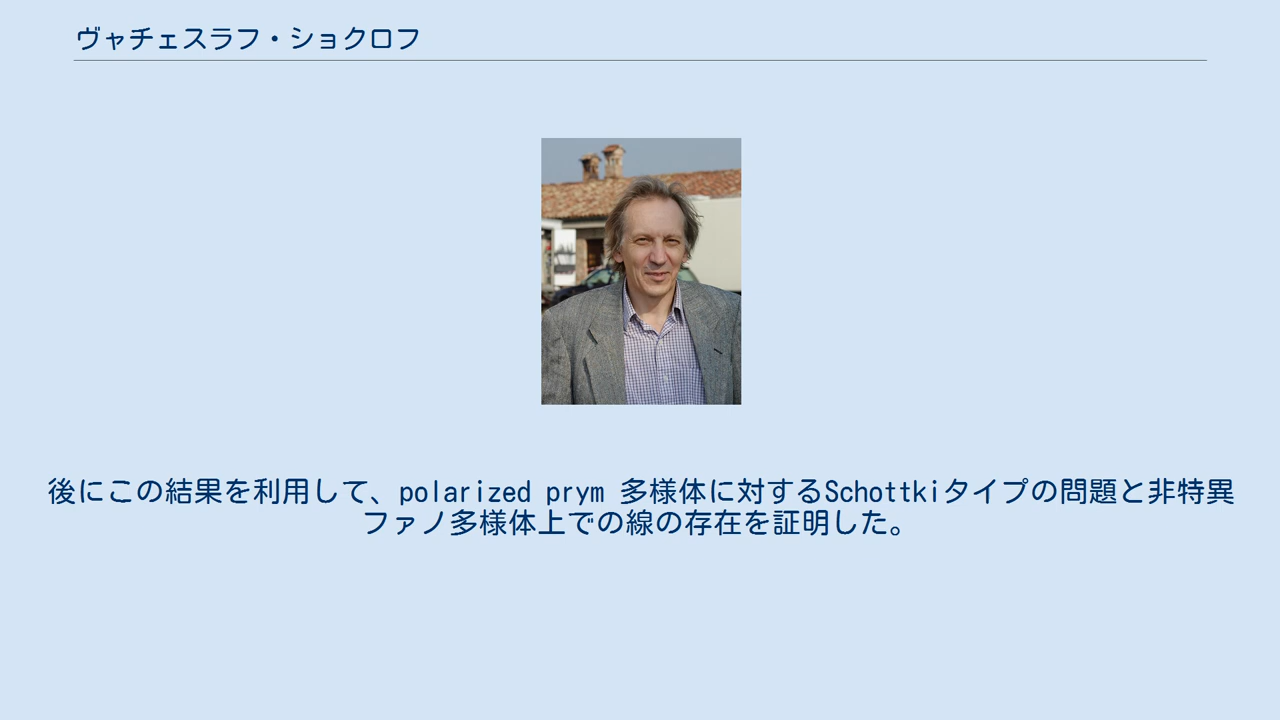 ヴャチェスラフ・ショクロフ
後にこの結果を利用して、polarized prym 多様体に対するSchottkiタイプの問題と非特異
ファノ多様体上での線の存在を証明した。